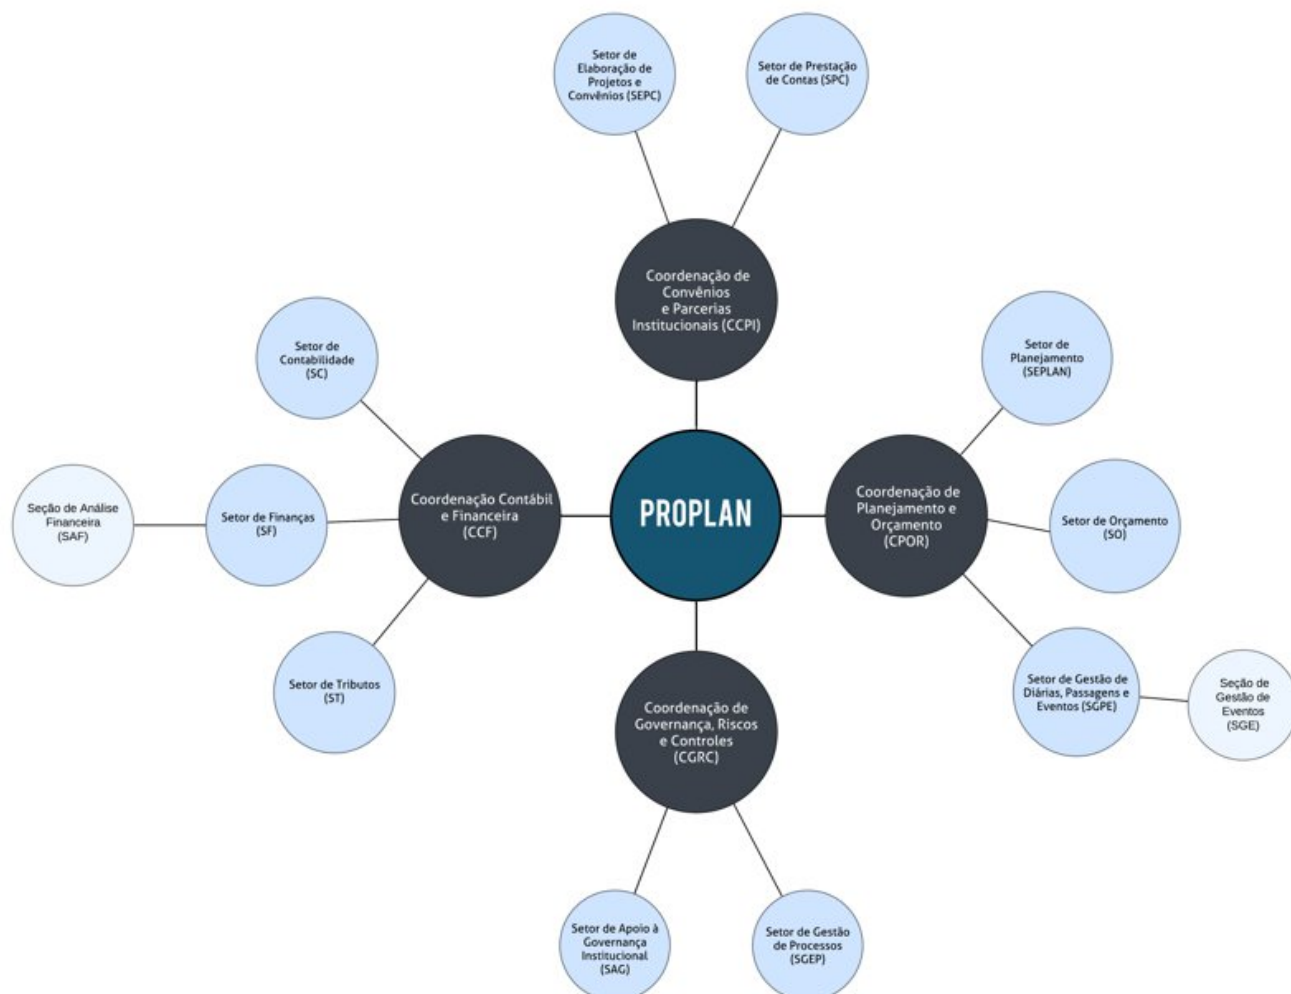 Setor de
Elaboração de
Projetos e
Convênios (SEPC)
Setor de Prestação
de Contas (SPC)
Coordenação de
Convênios
e Parcerias
Institucionais (CCPI)
Setor de
Contabilidade
(SC)
Setor de
Planejamento
(SEPLAN)
Seção de Análise
Financeira
(SAF)
Setor de Finanças
(SF)
Coordenação Contábil
e Financeira
(CCF)
PROPLAN
Coordenação de
Planejamento e
Orçamento
(CPOR)
Setor de Orçamento
(SO)
Setor de Tributos
(ST)
Coordenação de
Governança, Riscos
e Controles
(CGRC)
Setor de Gestão de
Diárias, Passagens e
Eventos (SGPE)
Seção de
Gestão de
Eventos
(SGE)
Setor de Apoio à
Governança
Institucional
(SAG)
Setor de Gestão
de Processos
(SGEP)